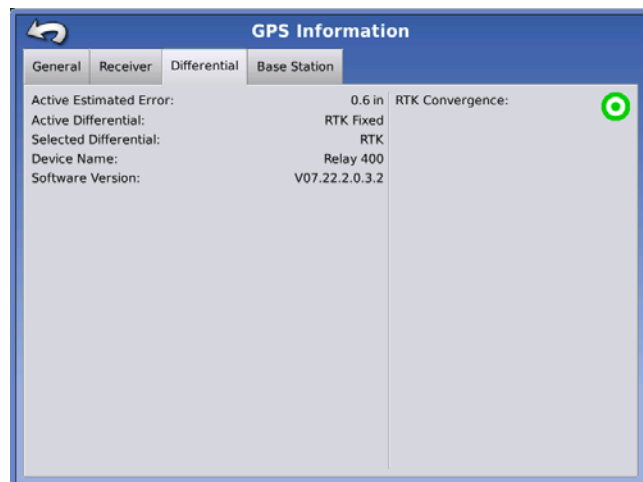 GPS Information
General Receiver Differential Base Station
Active Estimated Error: 0.6 in RTK Convergence:
Active Differential: RTK Fixed
Selected Differential: RTK
Device Name: Relay 400
Software Version: V07.22.2.0.3.2